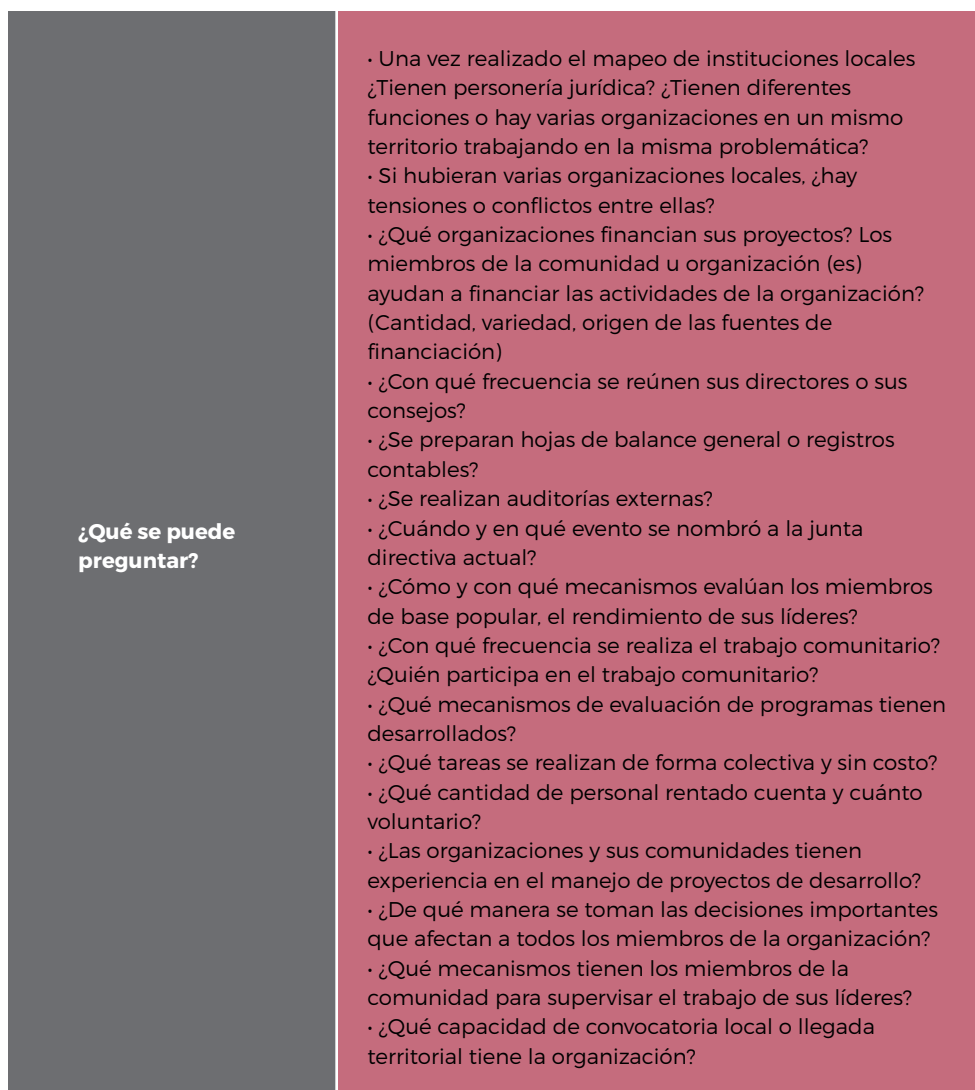 ¿Qué se puede
preguntar?
• Una vez realizado el mapeo de instituciones locales
¿Tienen personería jurídica? ¿Tienen diferentes
funciones o hay varias organizaciones en un mismo
territorio trabajando en la misma problemática?
• Si hubieran varias organizaciones locales, ¿hay
tensiones o conflictos entre ellas?
• ¿Qué organizaciones financian sus proyectos? Los
miembros de la comunidad u organización (es)
ayudan a financiar las actividades de la organización?
(Cantidad, variedad, origen de las fuentes de
financiación)
• ¿Con qué frecuencia se reúnen sus directores o sus
consejos?
• ¿Se preparan hojas de balance general o registros
contables?
• ¿Se realizan auditorías externas?
• ¿Cuándo y en qué evento se nombró a la junta
directiva actual?
• ¿Cómo y con qué mecanismos evalúan los miembros
de base popular, el rendimiento de sus líderes?
• ¿Con qué frecuencia se realiza el trabajo comunitario?
¿Quién participa en el trabajo comunitario?
• ¿Qué mecanismos de evaluación de programas tienen
desarrollados?
• ¿Qué tareas se realizan de forma colectiva y sin costo?
• ¿Qué cantidad de personal rentado cuenta y cuánto
voluntario?
• ¿Las organizaciones y sus comunidades tienen
experiencia en el manejo de proyectos de desarrollo?
• ¿De qué manera se toman las decisiones importantes
que afectan a todos los miembros de la organización?
• ¿Qué mecanismos tienen los miembros de la
comunidad para supervisar el trabajo de sus líderes?
• ¿Qué capacidad de convocatoria local o llegada
territorial tiene la organización?